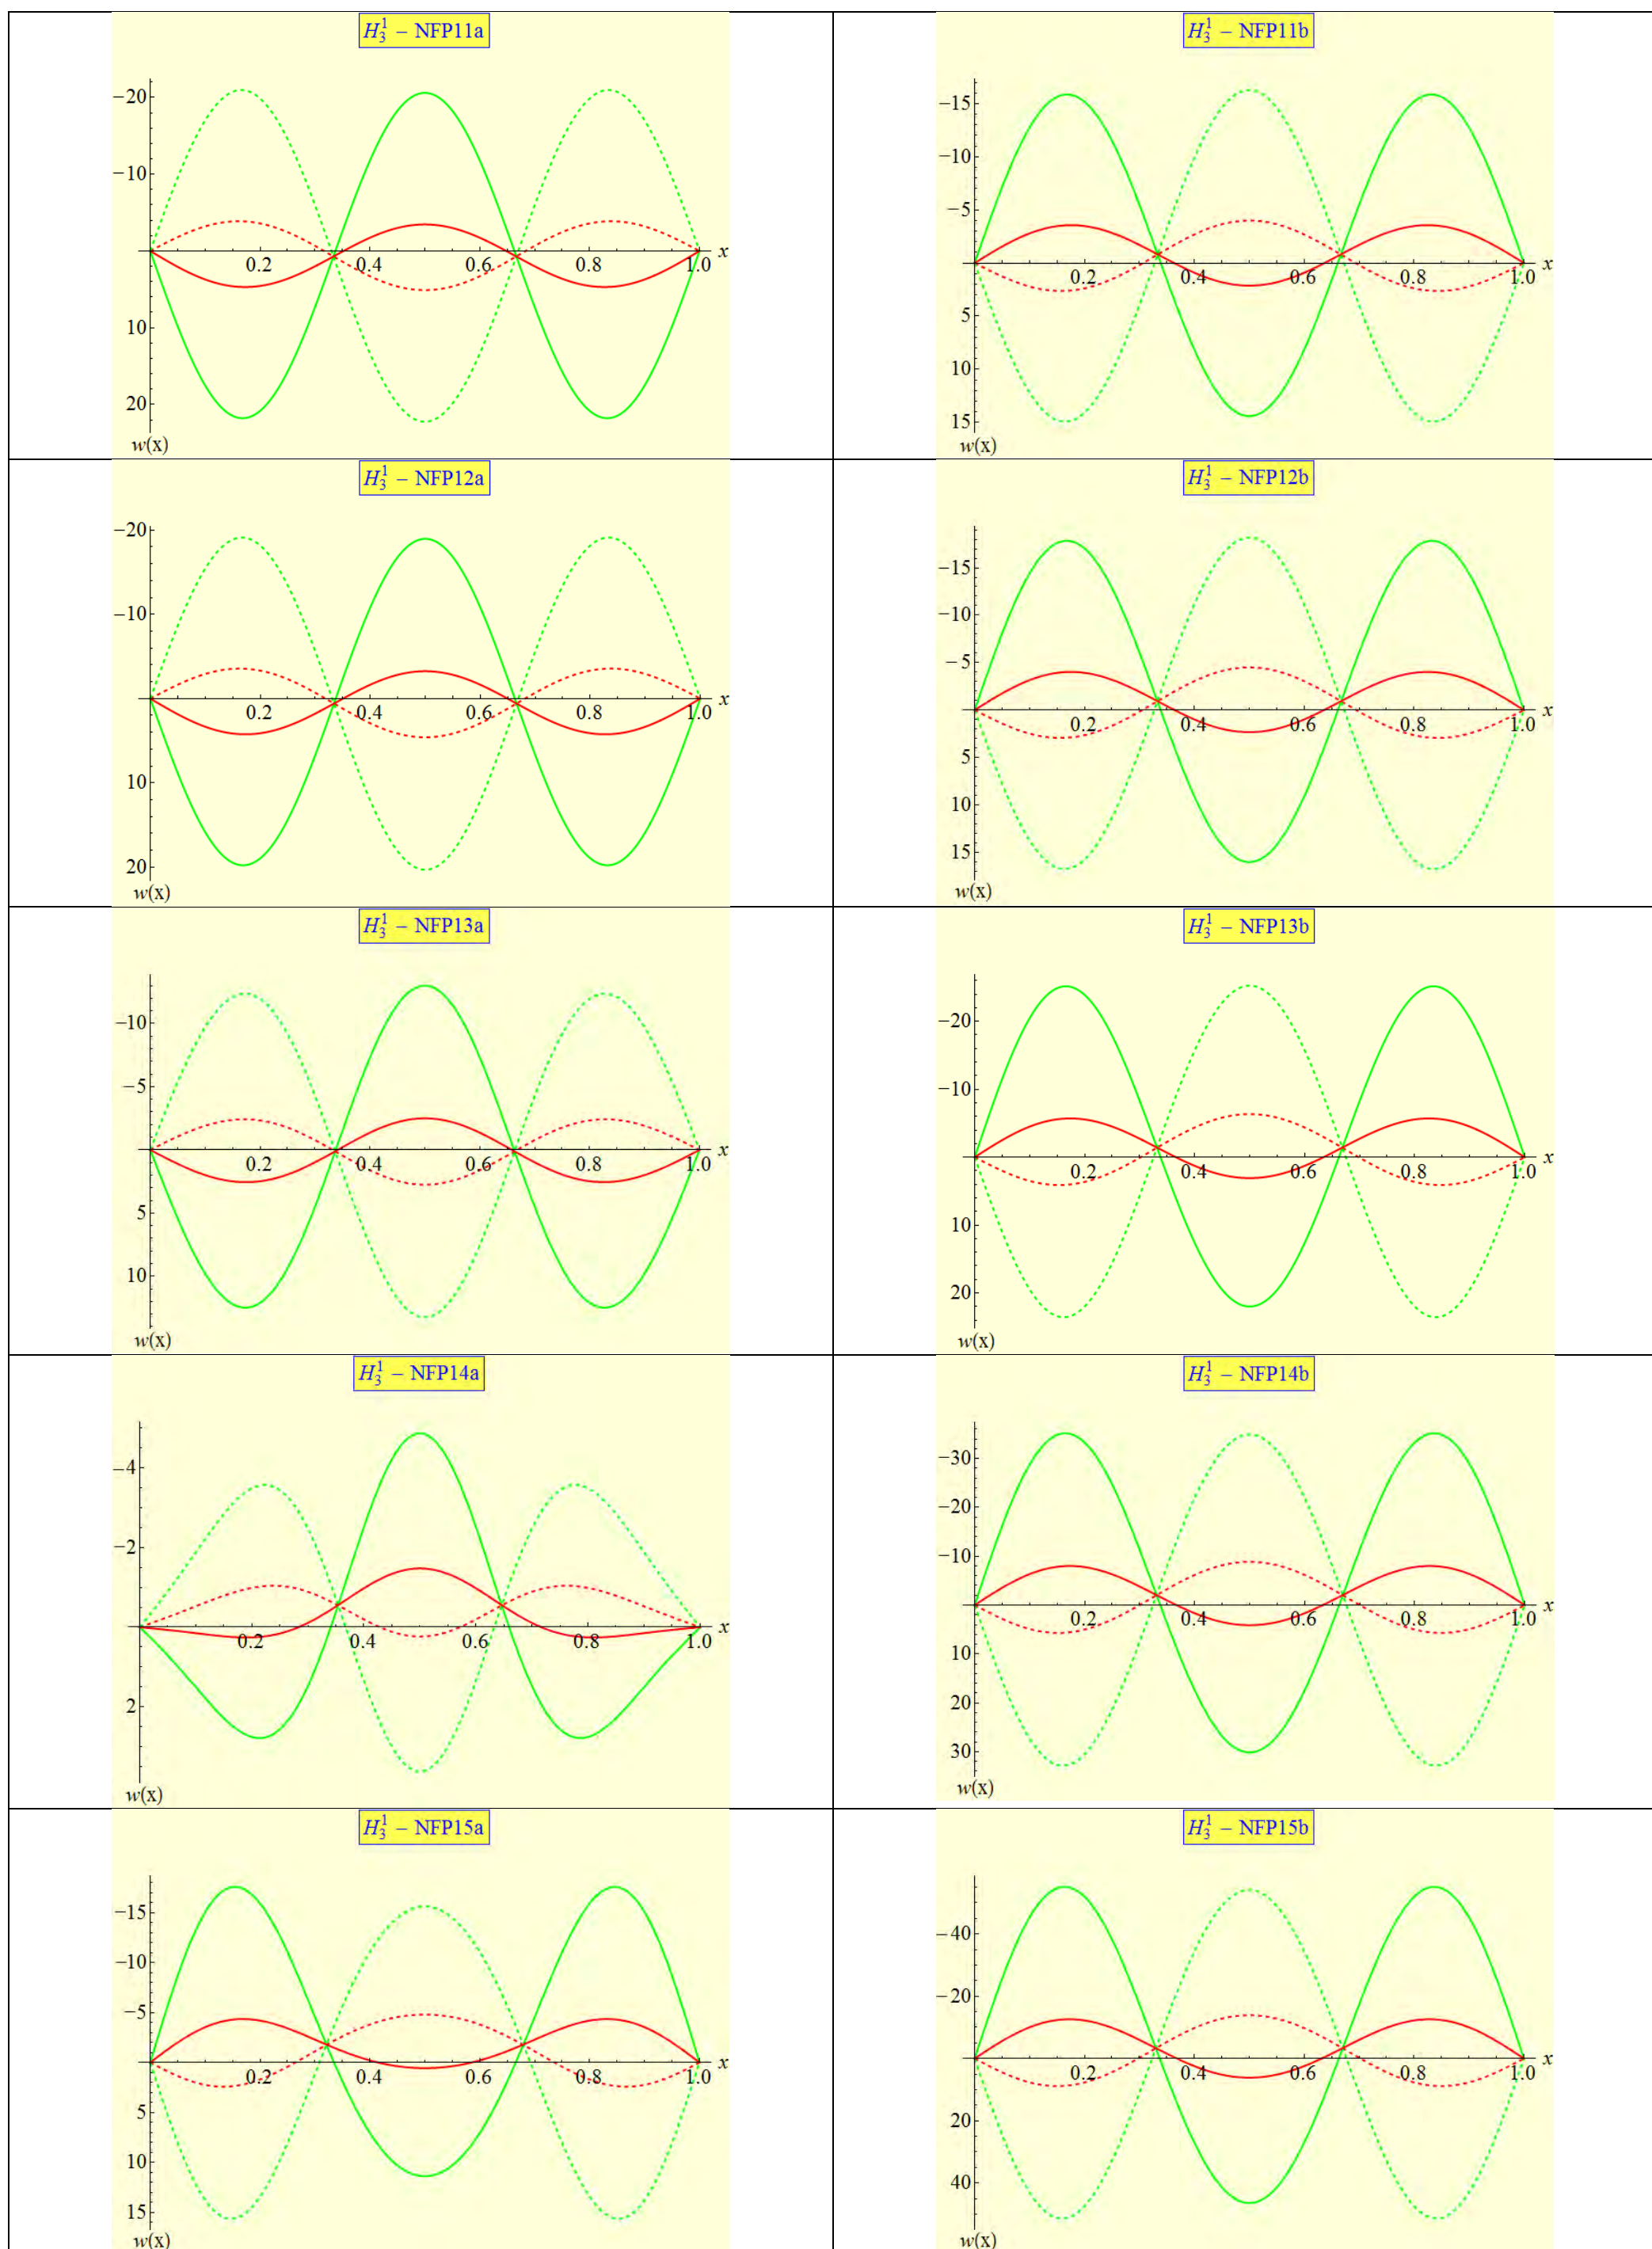 H₃¹ – NFP11a
−20
−10
0.2 0.4 0.6 0.8 1.0 x
10
20
w(x)
H₃¹ – NFP11b
−15
−10
−5
0.2 0.4 0.6 0.8 1.0 x
5
10
15
w(x)
H₃¹ – NFP12a
−20
−10
0.2 0.4 0.6 0.8 1.0 x
10
20
w(x)
H₃¹ – NFP12b
−15
−10
−5
0.2 0.4 0.6 0.8 1.0 x
5
10
15
w(x)
H₃¹ – NFP13a
−10
−5
0.2 0.4 0.6 0.8 1.0 x
5
10
w(x)
H₃¹ – NFP13b
−20
−10
0.2 0.4 0.6 0.8 1.0 x
10
20
w(x)
H₃¹ – NFP14a
−4
−2
0.2 0.4 0.6 0.8 1.0 x
2
w(x)
H₃¹ – NFP14b
−30
−20
−10
0.2 0.4 0.6 0.8 1.0 x
10
20
30
w(x)
H₃¹ – NFP15a
−15
−10
−5
0.2 0.4 0.6 0.8 1.0 x
5
10
15
w(x)
H₃¹ – NFP15b
−40
−20
0.2 0.4 0.6 0.8 1.0 x
20
40
w(x)